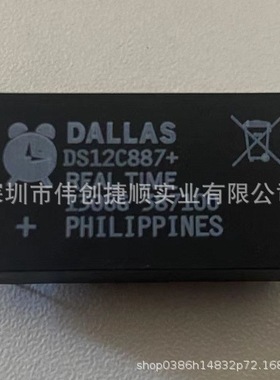 DALLAS
DS12C887+
REAL TIME
深圳市伟创捷顺实业有限公司
+ PHILIPPINES
shop0386h14832p72.168